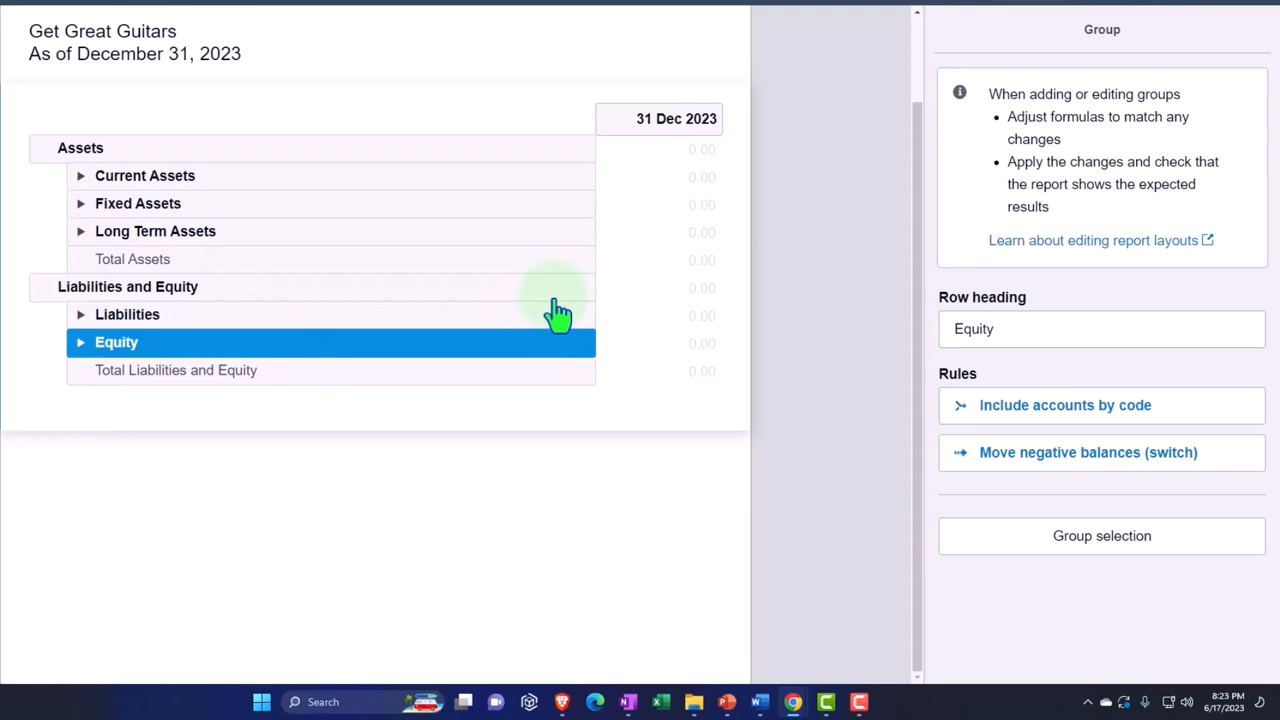 Get Great Guitars
As of December 31, 2023
31 Dec 2023
Assets 0.00
Current Assets 0.00
Fixed Assets 0.00
Long Term Assets 0.00
Total Assets 0.00
Liabilities and Equity 0.00
Liabilities 0.00
Equity 0.00
Total Liabilities and Equity 0.00
Group
When adding or editing groups
• Adjust formulas to match any
changes
• Apply the changes and check that
the report shows the expected
results
Learn about editing report layouts
Row heading
Equity
Rules
Include accounts by code
Move negative balances (switch)
Group selection
Search
8:23 PM
6/17/2023